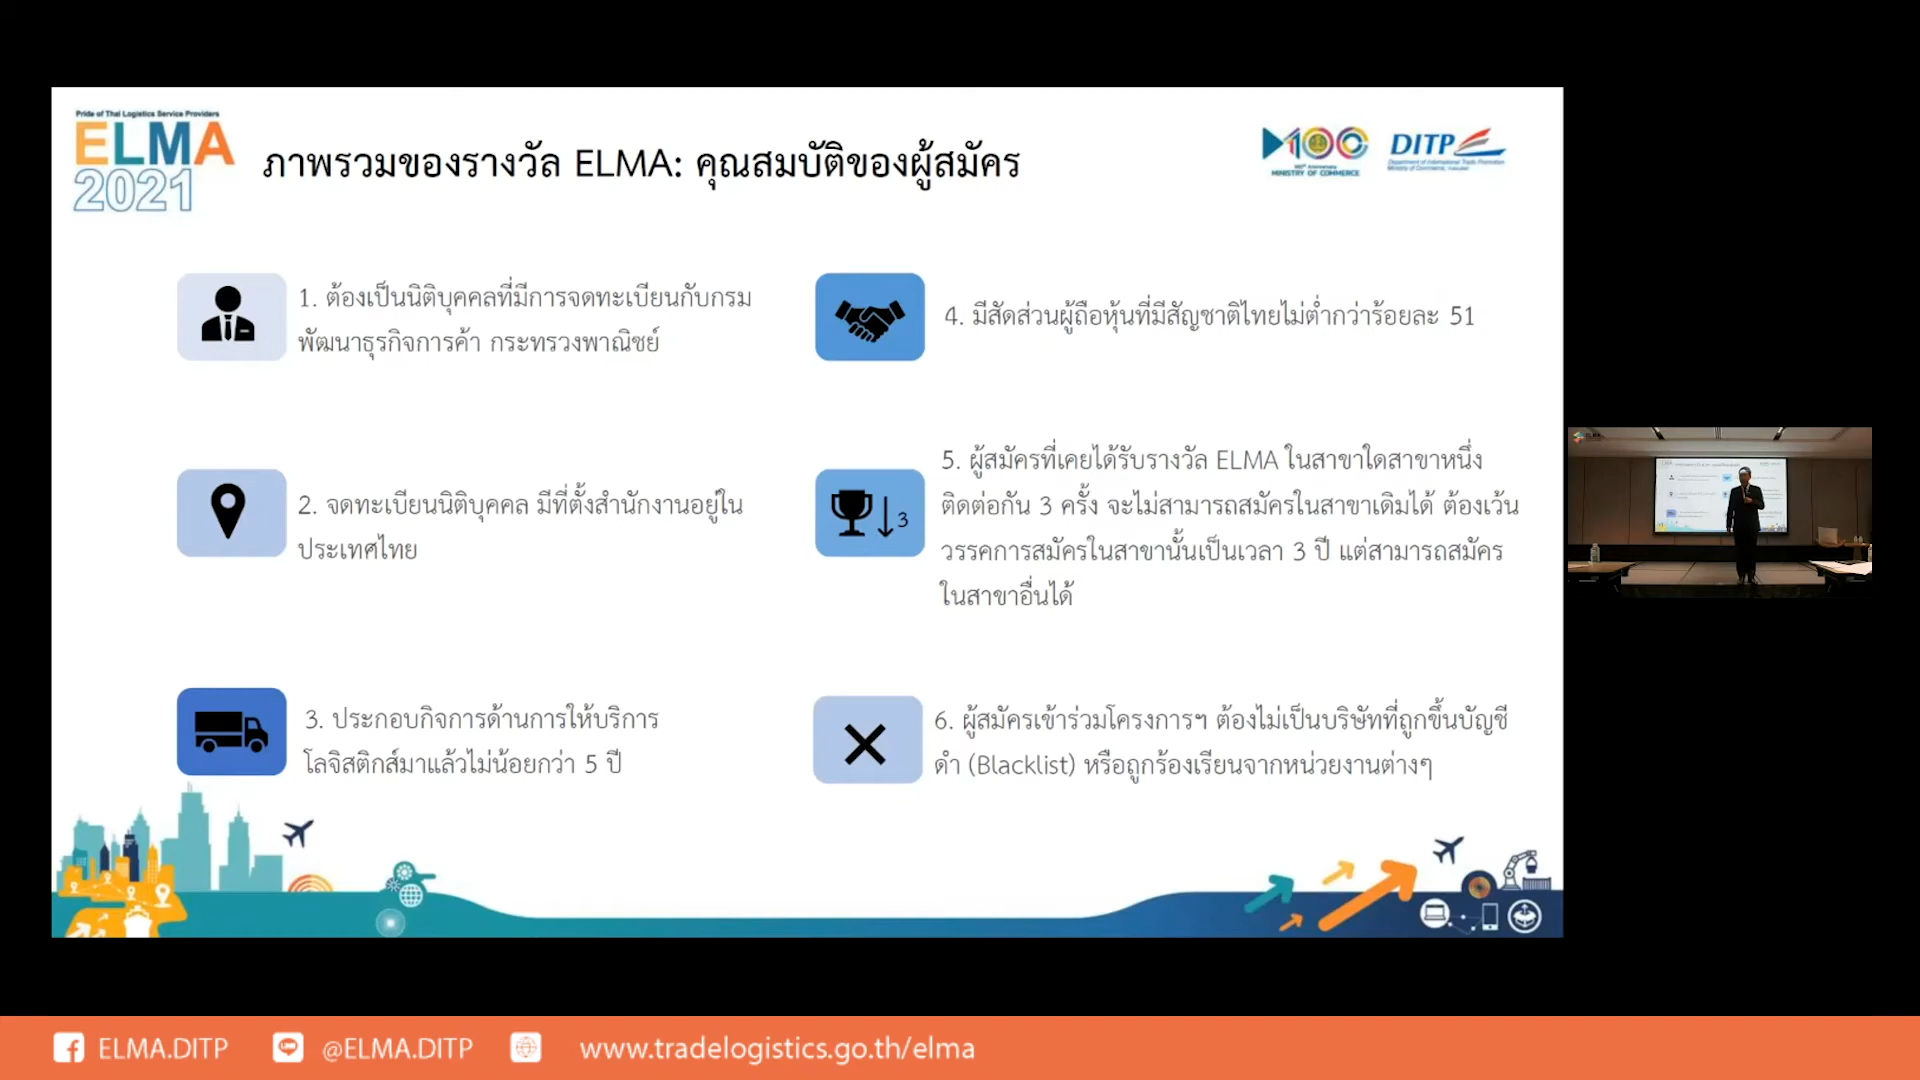 Pride of Thai Logistics Service Providers
ELMA
2021
ภาพรวมของรางวัล ELMA: คุณสมบัติของผู้สมัคร
100
MINISTRY OF COMMERCE
DITP
Department of International Trade Promotion
Ministry of Commerce, Thailand
1. ต้องเป็นนิติบุคคลที่มีการจดทะเบียนกับกรม
พัฒนาธุรกิจการค้า กระทรวงพาณิชย์
2. จดทะเบียนนิติบุคคล มีที่ตั้งสำนักงานอยู่ใน
ประเทศไทย
3. ประกอบกิจการด้านการให้บริการ
โลจิสติกส์มาแล้วไม่น้อยกว่า 5 ปี
4. มีสัดส่วนผู้ถือหุ้นที่มีสัญชาติไทยไม่ต่ำกว่าร้อยละ 51
3
5. ผู้สมัครที่เคยได้รับรางวัล ELMA ในสาขาใดสาขาหนึ่ง
ติดต่อกัน 3 ครั้ง จะไม่สามารถสมัครในสาขาเดิมได้ ต้องเว้น
วรรคการสมัครในสาขานั้นเป็นเวลา 3 ปี แต่สามารถสมัคร
ในสาขาอื่นได้
6. ผู้สมัครเข้าร่วมโครงการฯ ต้องไม่เป็นบริษัทที่ถูกขึ้นบัญชี
ดำ (Blacklist) หรือถูกร้องเรียนจากหน่วยงานต่างๆ
ELMA.DITP
@ELMA.DITP
www.tradelogistics.go.th/elma